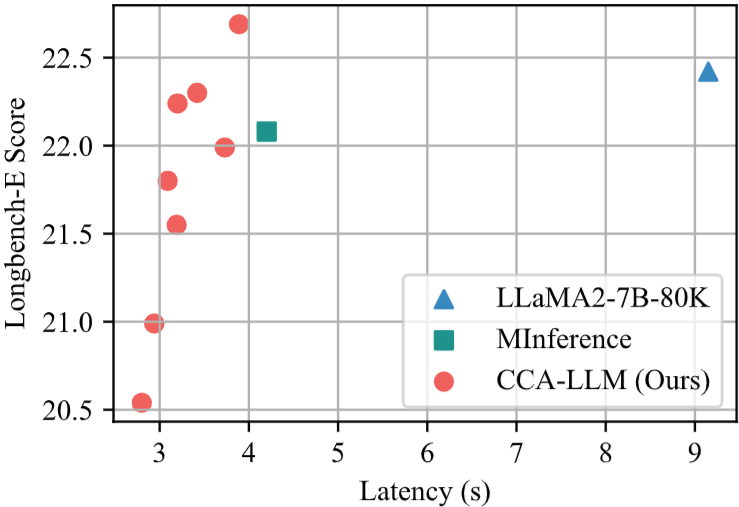 Longbench-E Score
22.5
22.0
21.5
21.0
20.5
LLaMA2-7B-80K
MInference
CCA-LLM (Ours)
3 4 5 6 7 8 9
Latency (s)